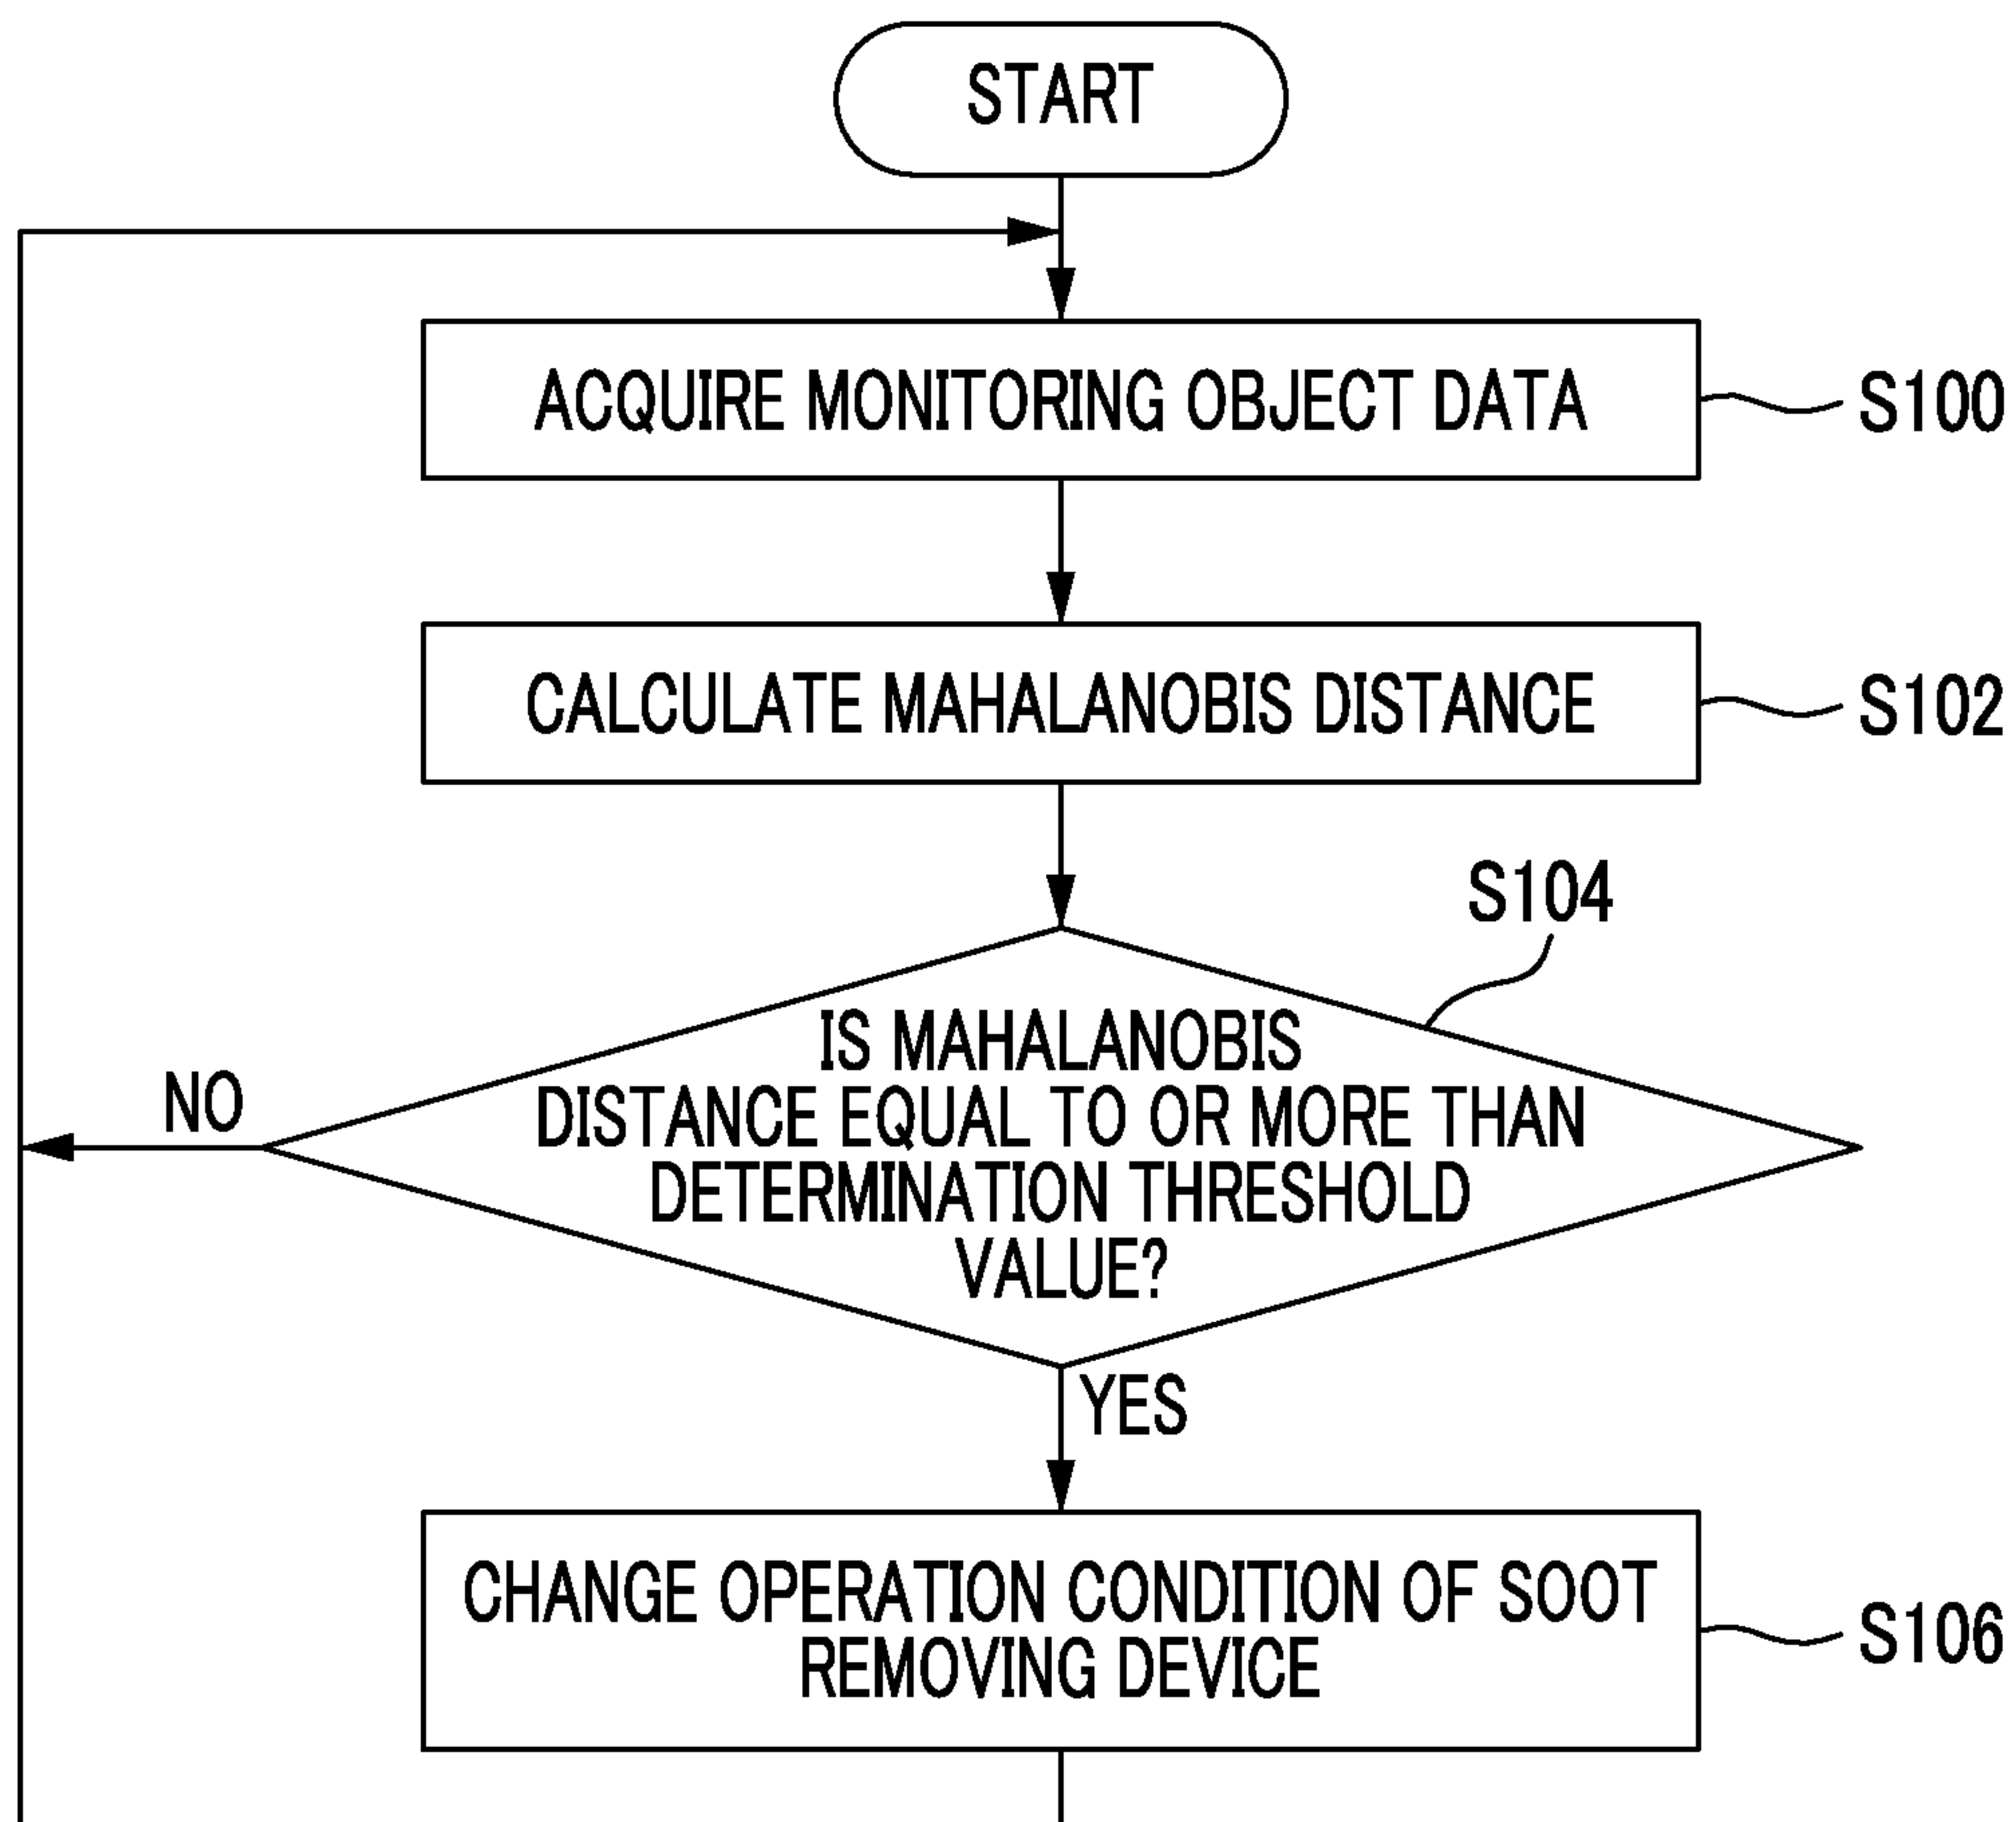 START
ACQUIRE MONITORING OBJECT DATA
S100
CALCULATE MAHALANOBIS DISTANCE
S102
S104
IS MAHALANOBIS
DISTANCE EQUAL TO OR MORE THAN
DETERMINATION THRESHOLD
VALUE?
NO
YES
CHANGE OPERATION CONDITION OF SOOT
REMOVING DEVICE
S106